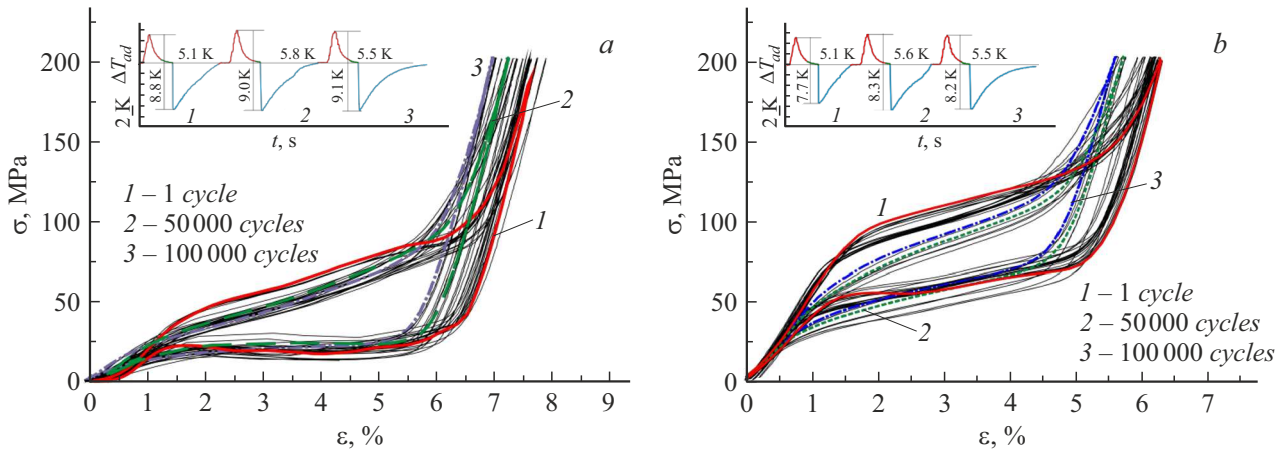 a
200
150
100
50
0
σ, MPa
0 1 2 3 4 5 6 7 8 9
ε, %
2 K ΔT_ad
5.1 K 5.8 K 5.5 K
8.8 K 9.0 K 9.1 K
1 2 3
t, s
3
2
1
1 – 1 cycle
2 – 50 000 cycles
3 – 100 000 cycles
b
200
150
100
50
0
σ, MPa
0 1 2 3 4 5 6 7
ε, %
2 K ΔT_ad
5.1 K 5.6 K 5.5 K
7.7 K 8.3 K 8.2 K
1 2 3
t, s
1
3
2
1 – 1 cycle
2 – 50 000 cycles
3 – 100 000 cycles